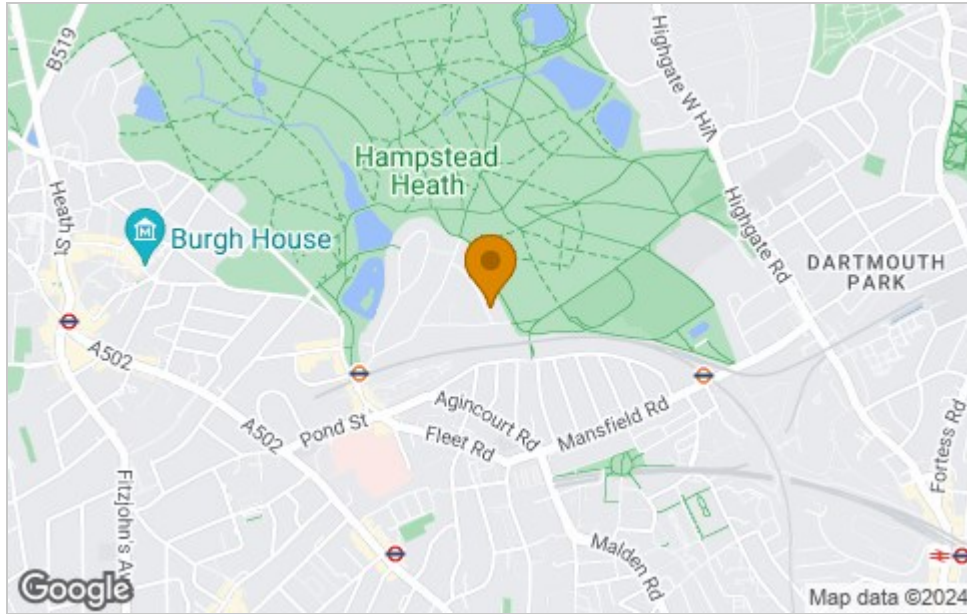 B519
Highgate W Hill
Hampstead
Heath
Heath St
Burgh House
Highgate Rd
DARTMOUTH
PARK
A502
Pond St
A502
Agincourt Rd
Fleet Rd
Mansfield Rd
Fitzjohn's Av
Fortess Rd
Malden Rd
Google
Map data ©2024